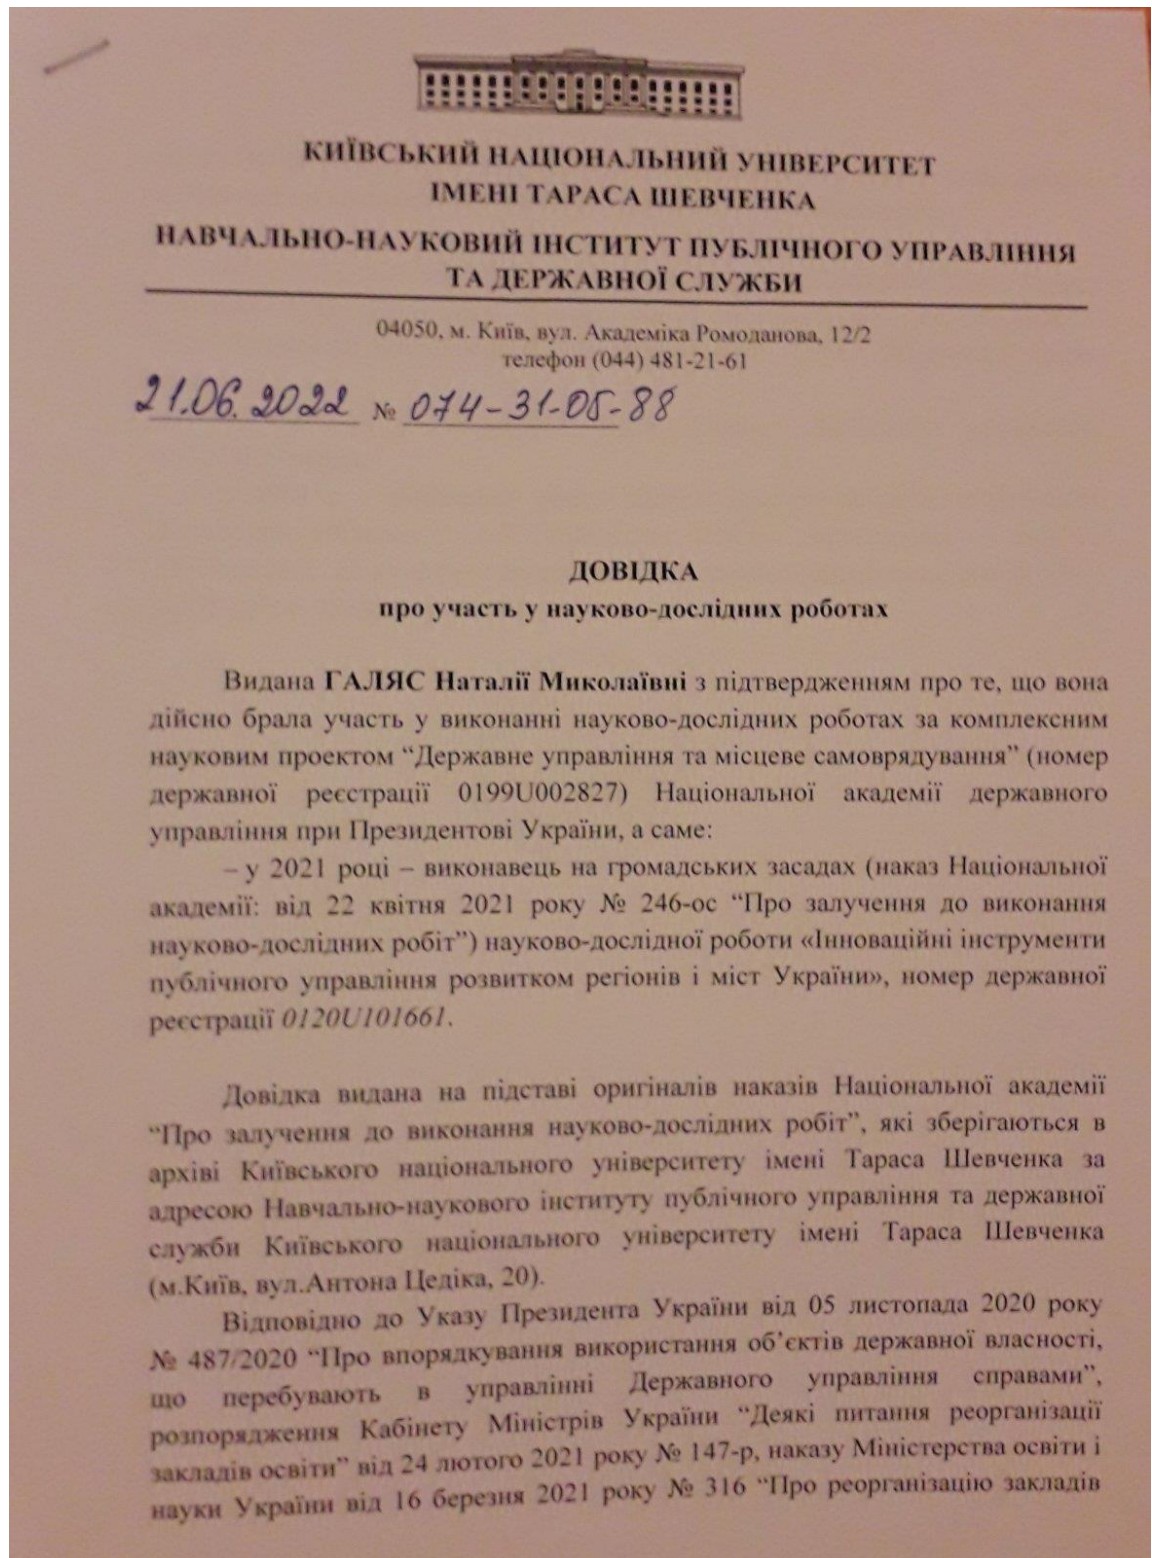 КИЇВСЬКИЙ НАЦІОНАЛЬНИЙ УНІВЕРСИТЕТ
ІМЕНІ ТАРАСА ШЕВЧЕНКА
НАВЧАЛЬНО-НАУКОВИЙ ІНСТИТУТ ПУБЛІЧНОГО УПРАВЛІННЯ
ТА ДЕРЖАВНОЇ СЛУЖБИ
04050, м. Київ, вул. Академіка Ромоданова, 12/2
телефон (044) 481-21-61
21.06.2022 № 074-31-05-88
ДОВІДКА
про участь у науково-дослідних роботах
Видана ГАЛЯС Наталії Миколаївні з підтвердженням про те, що вона
дійсно брала участь у виконанні науково-дослідних роботах за комплексним
науковим проектом “Державне управління та місцеве самоврядування” (номер
державної реєстрації 0199U002827) Національної академії державного
управління при Президентові України, а саме:
– у 2021 році – виконавець на громадських засадах (наказ Національної
академії: від 22 квітня 2021 року № 246-ос “Про залучення до виконання
науково-дослідних робіт”) науково-дослідної роботи «Інноваційні інструменти
публічного управління розвитком регіонів і міст України», номер державної
реєстрації 0120U101661.
Довідка видана на підставі оригіналів наказів Національної академії
“Про залучення до виконання науково-дослідних робіт”, які зберігаються в
архіві Київського національного університету імені Тараса Шевченка за
адресою Навчально-наукового інституту публічного управління та державної
служби Київського національного університету імені Тараса Шевченка
(м.Київ, вул.Антона Цедіка, 20).
Відповідно до Указу Президента України від 05 листопада 2020 року
№ 487/2020 “Про впорядкування використання об’єктів державної власності,
що перебувають в управлінні Державного управління справами”,
розпорядження Кабінету Міністрів України “Деякі питання реорганізації
закладів освіти” від 24 лютого 2021 року № 147-р, наказу Міністерства освіти і
науки України від 16 березня 2021 року № 316 “Про реорганізацію закладів